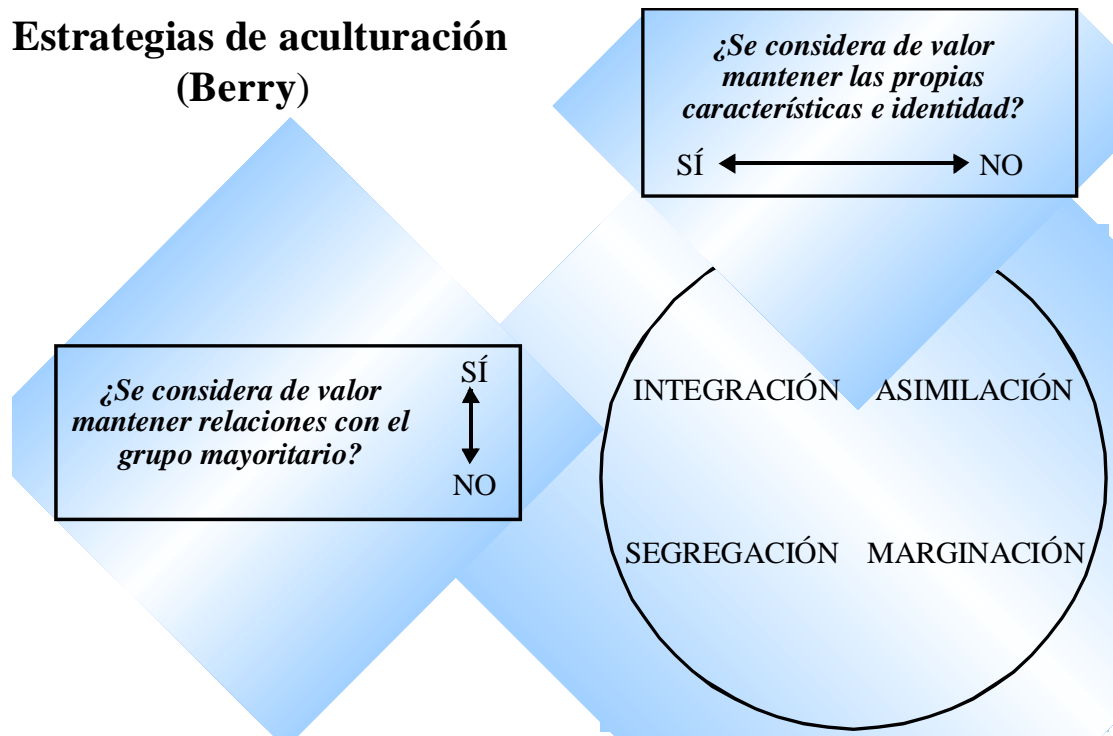 Estrategias de aculturación
(Berry)
¿Se considera de valor
mantener las propias
características e identidad?
SÍ NO
¿Se considera de valor
mantener relaciones con el
grupo mayoritario?
SÍ
NO
INTEGRACIÓN ASIMILACIÓN
SEGREGACIÓN MARGINACIÓN